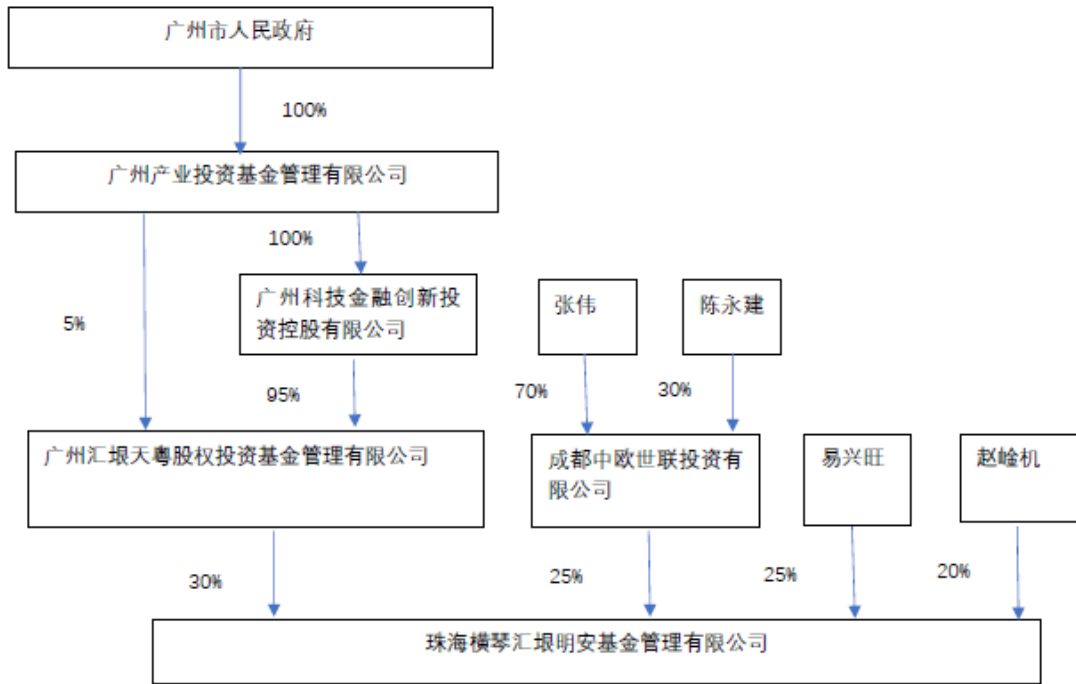 广州市人民政府
100%
广州产业投资基金管理有限公司
100%
广州科技金融创新投
资控股有限公司
张伟
陈永建
5%
95%
70%
30%
广州汇垠天粤股权投资基金管理有限公司
成都中欧世联投资有
限公司
易兴旺
赵崯机
30%
25%
25%
20%
珠海横琴汇垠明安基金管理有限公司